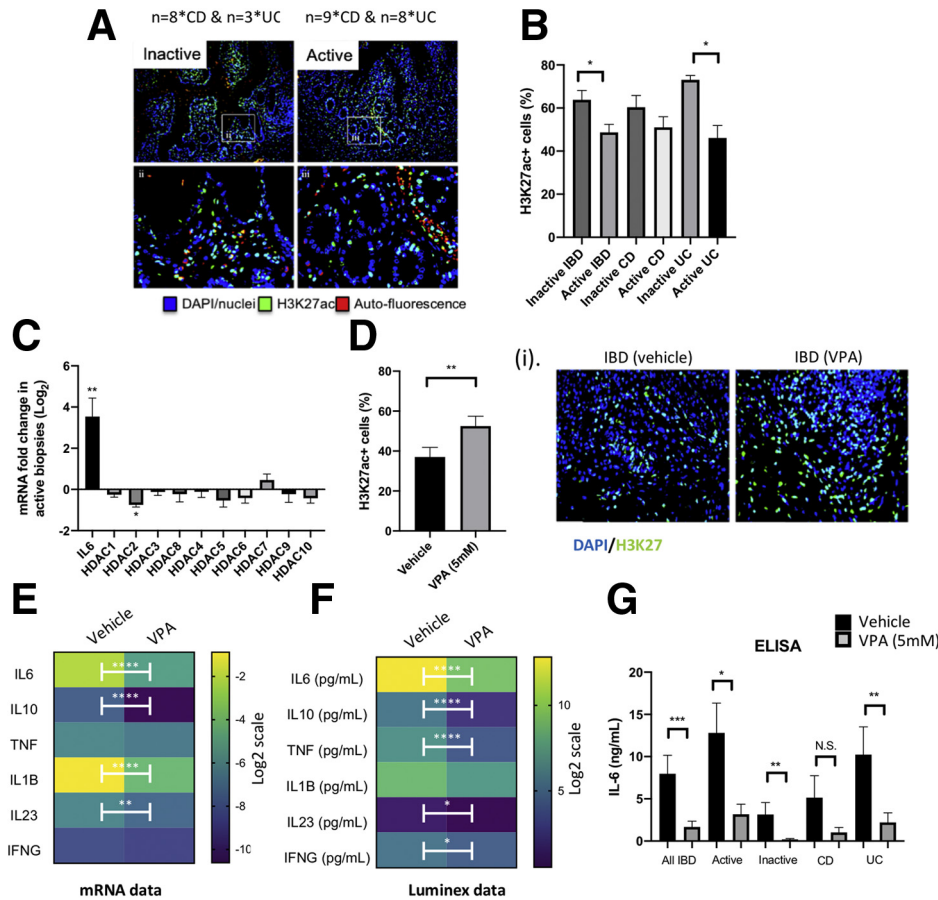 n=8*CD & n=3*UC
n=9*CD & n=8*UC
A
Inactive
Active
ii
iii
ii
iii
DAPI/nuclei
H3K27ac
Auto-fluorescence
B
H3K27ac+ cells (%)
80
60
40
20
0
*
*
Inactive IBD
Active IBD
Inactive CD
Active CD
Inactive UC
Active UC
C
mRNA fold change in
active biopsies (Log2)
6
4
2
0
-2
**
*
IL6
HDAC1
HDAC2
HDAC3
HDAC8
HDAC4
HDAC5
HDAC6
HDAC7
HDAC9
HDAC10
D
H3K27ac+ cells (%)
80
60
40
20
0
**
Vehicle
VPA (5mM)
(i).
IBD (vehicle)
IBD (VPA)
DAPI/H3K27
E
Vehicle
VPA
IL6
****
IL10
****
TNF
IL1B
****
IL23
**
IFNG
-2
-4
-6
-8
-10
Log2 scale
mRNA data
F
Vehicle
VPA
IL6 (pg/mL)
****
IL10 (pg/mL)
****
TNF (pg/mL)
****
IL1B (pg/mL)
IL23 (pg/mL)
*
IFNG (pg/mL)
*
10
5
Log2 scale
Luminex data
G
Vehicle
VPA (5mM)
ELISA
IL-6 (ng/mL)
20
15
10
5
0
***
*
**
N.S.
**
All IBD
Active
Inactive
CD
UC